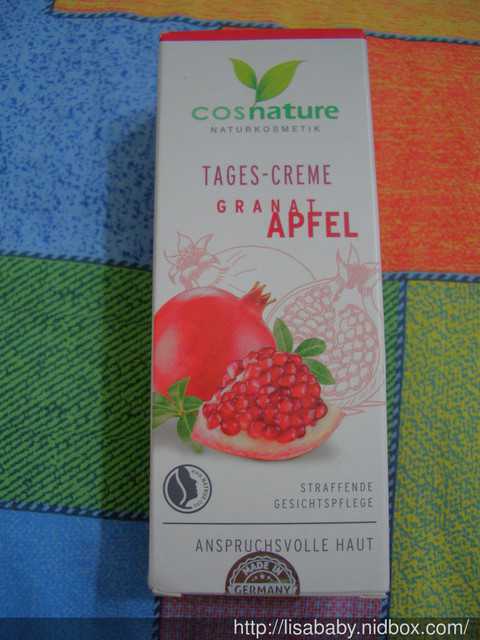 cosnature
NATURKOSMETIK
TAGES-CREME
GRANAT
APFEL
STRAFFENDE
GESICHTSPFLEGE
ANSPRUCHSVOLLE HAUT
MADE IN
GERMANY
http://lisababy.nidbox.com/